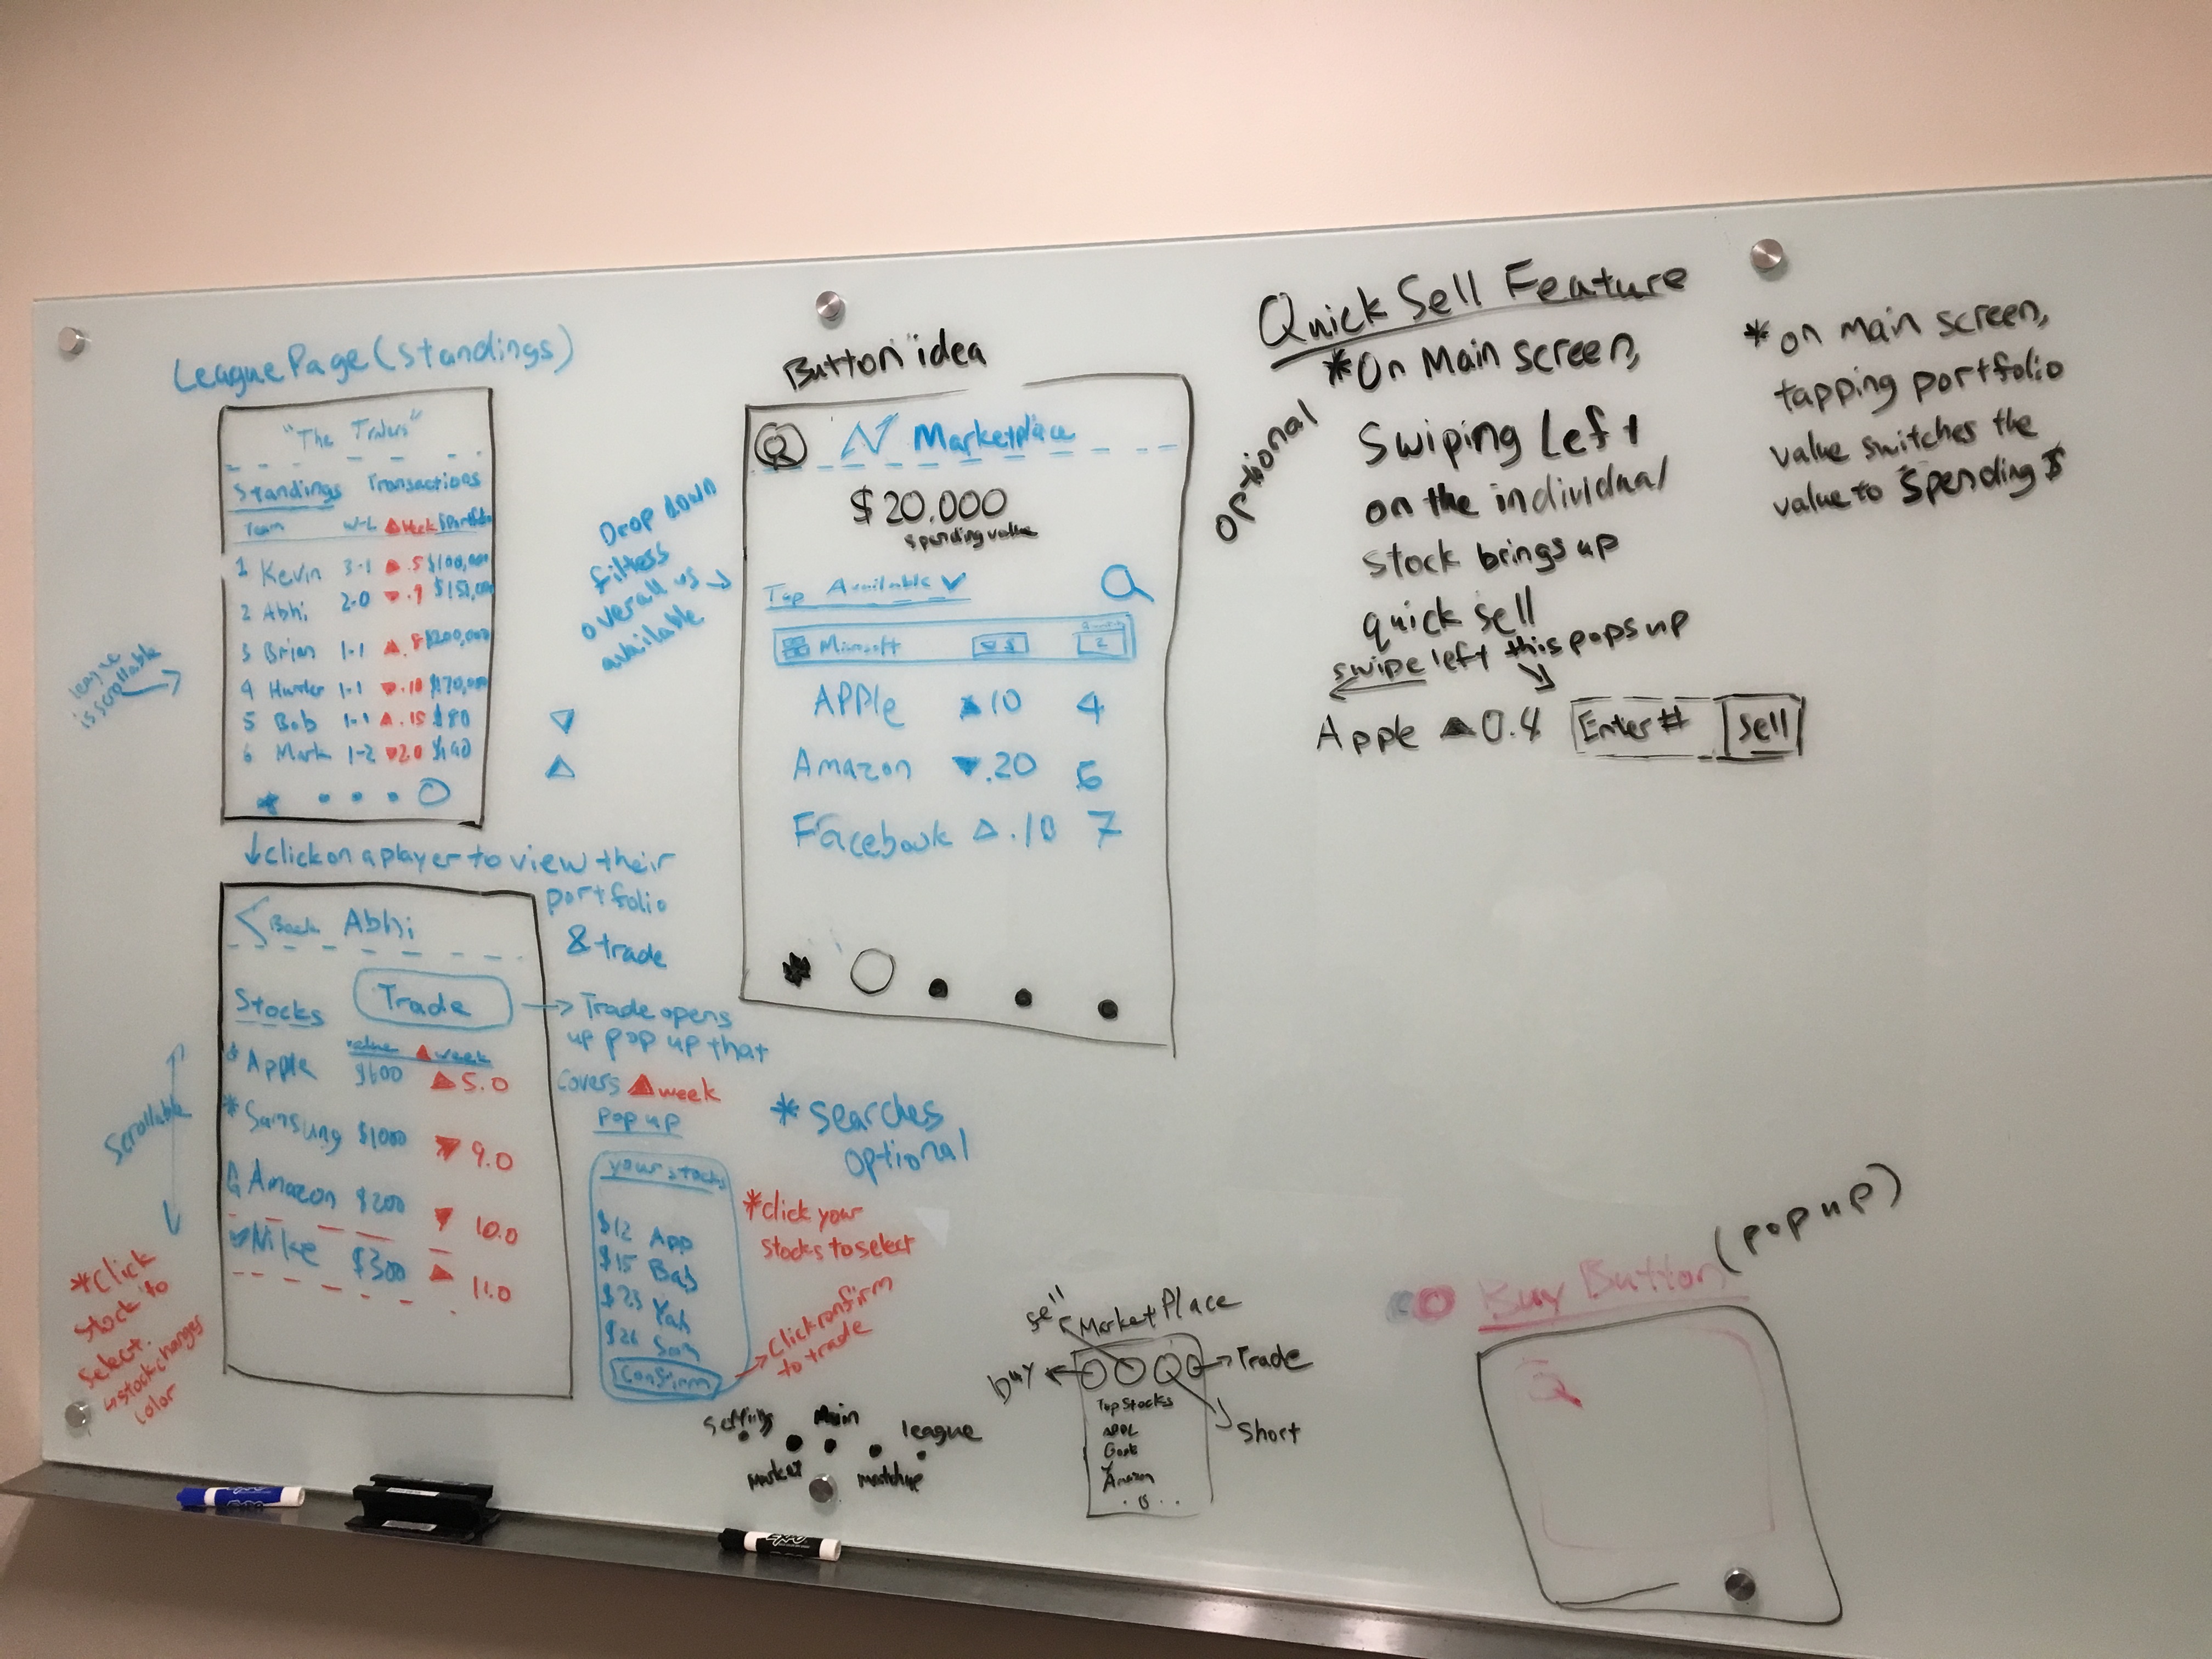 League Page (standings)
"The Traders"
Standings Transactions
Team W-L ▲Week $Portfolio
1 Kevin 3-1 ▲ .5 $100,000
2 Abhi 2-0 ▼ .9 $150,000
3 Brian 1-1 ▲ .8 $200,000
4 Hunter 1-1 ▼ .10 $170,000
5 Bob 1-1 ▲ .15 $80
6 Mark 1-2 ▼ 2.0 $140
league
is scrollable
↓ click on a player to view their
portfolio
& trade
< Back Abhi
Stocks
Trade
value ▲ week
* Apple $600 ▲ 5.0
* Samsung $1000 ▼ 9.0
Amazon $200 ▼ 10.0
Nike $300 ▲ 11.0
Scrollable
*Click
stock to
select.
↳ stock changes
color
→ Trade opens
up pop up that
covers ▲ week
Pop up
your stocks
$12 App
$15 Bab
$23 Yah
$26 Sam
Confirm
*click your
stocks to select
→ Click confirm
to trade
* searches
optional
Button idea
Q Marketplace
$20,000
spending value
Top Available ✓
2
Apple ▲ 10 4
Amazon ▼ .20 6
Facebook △ .10 7
Drop down
filters
overall vs →
available
Quick Sell Feature
optional
*On Main screen,
Swiping Left
on the individual
stock brings up
quick sell
swipe left this pops up
Apple ▲ 0.4 Enter # Sell
*on main screen,
tapping portfolio
value switches the
value to spending $
settings Main league
market matchup
sell MarketPlace
buy ← → Trade
Short
Top Stocks
APPL
Amazon
Buy Button (pop up)